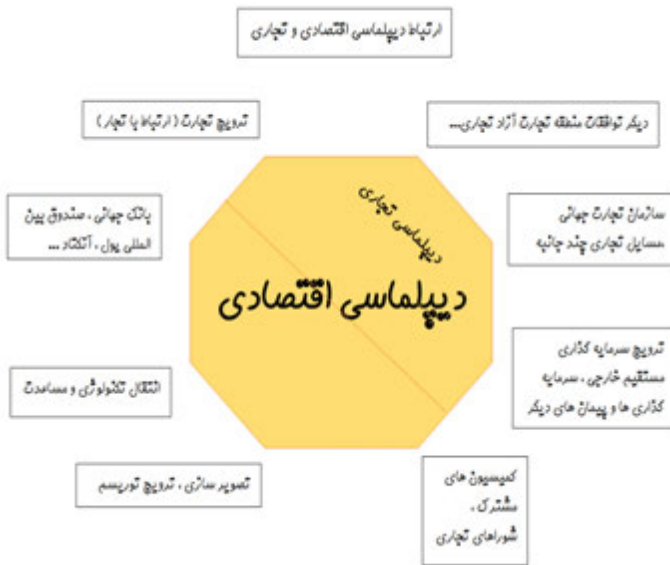 ارتباط دیپلماسی اقتصادی و تجاری
دیگر توافقات منطقه تجارت آزاد تجاری...
ترویج تجارت ( ارتباط با تجار )
سازمان تجارت جهانی
مسایل تجاری چند جانبه
بانک جهانی ، صندوق بین
المللی پول ، آنکتاد ...
دیپلماسی تجاری
دیپلماسی اقتصادی
ترویج سرمایه گذاری
مستقیم خارجی ، سرمایه
گذاری ها و پیمان های دیگر
انتقال تکنولوژی و مساعدت
کمیسیون های
مشترک ،
شوراهای تجاری
تصویر سازی ، ترویج توریسم